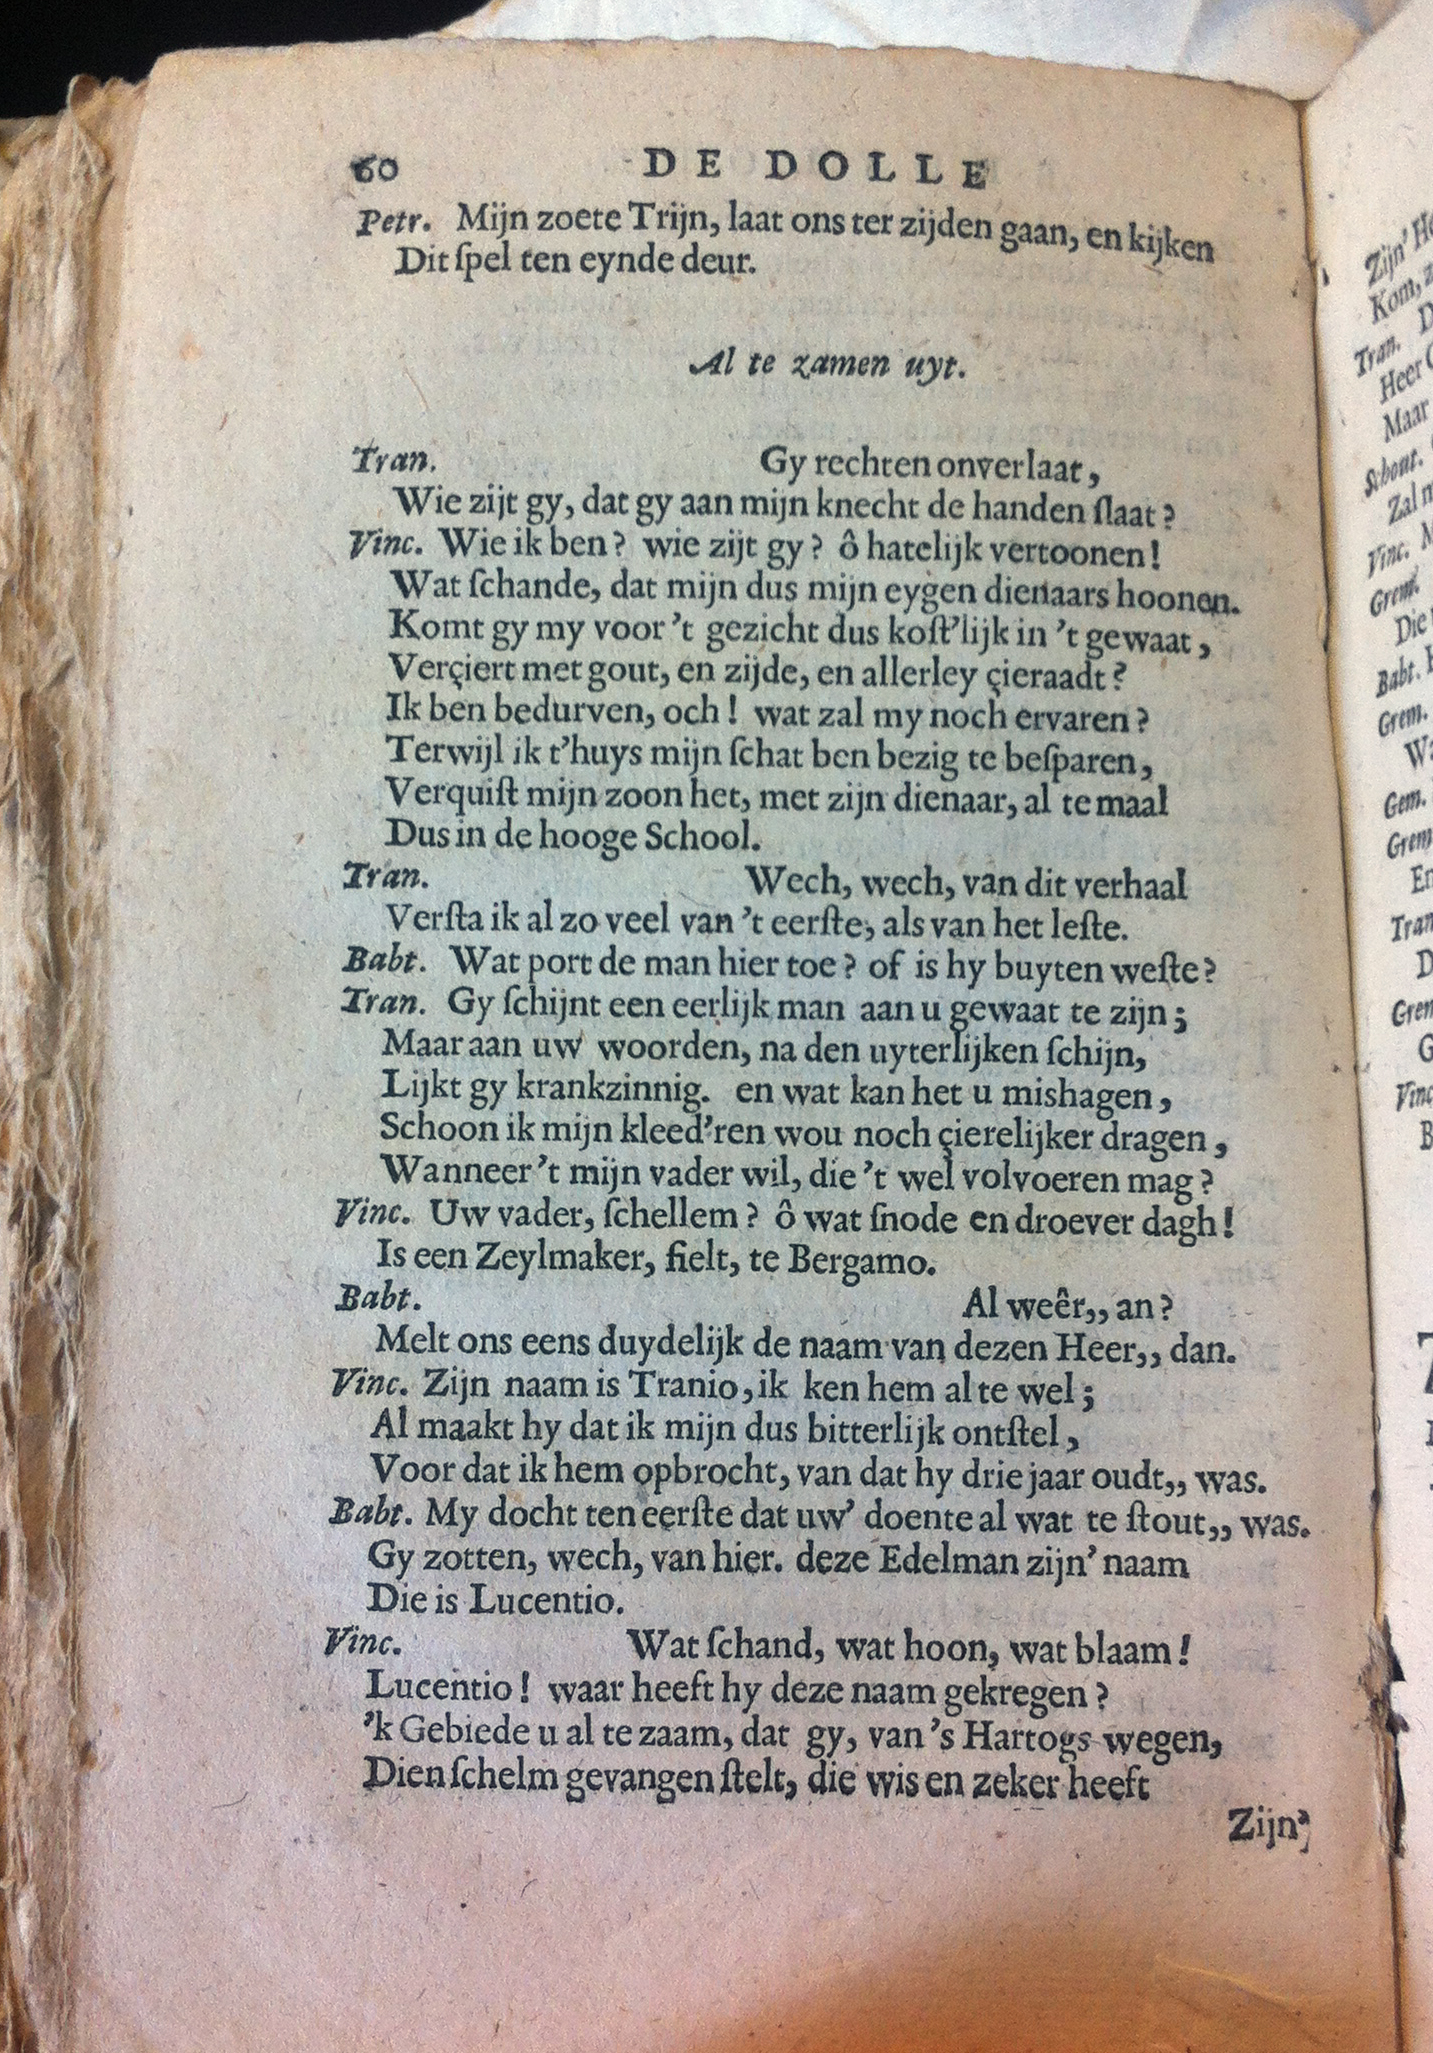 60 DE DOLLE
Petr. Mijn zoete Trijn, laat ons ter zijden gaan, en kijken
Dit ſpel ten eynde deur.
Al te zamen uyt.
Tran. Gy rechten onverlaat,
Wie zijt gy, dat gy aan mijn knecht de handen ſlaat?
Vinc. Wie ik ben? wie zijt gy? ô hatelijk vertoonen!
Wat ſchande, dat mijn dus mijn eygen dienaars hoonen.
Komt gy my voor 't gezicht dus koſt'lijk in 't gewaat,
Verçiert met gout, en zijde, en allerley çieraadt?
Ik ben bedurven, och! wat zal my noch ervaren?
Terwijl ik t'huys mijn ſchat ben bezig te beſparen,
Verquiſt mijn zoon het, met zijn dienaar, al te maal
Dus in de hooge School.
Tran. Wech, wech, van dit verhaal
Verſta ik al zo veel van 't eerſte, als van het leſte.
Babt. Wat port de man hier toe? of is hy buyten weſte?
Tran. Gy ſchijnt een eerlijk man aan u gewaat te zijn;
Maar aan uw woorden, na den uyterlijken ſchijn,
Lijkt gy krankzinnig. en wat kan het u mishagen,
Schoon ik mijn kleed'ren wou noch çierelijker dragen,
Wanneer 't mijn vader wil, die 't wel volvoeren mag?
Vinc. Uw vader, ſchellem? ô wat ſnode en droever dagh!
Is een Zeylmaker, fielt, te Bergamo.
Babt. Al weêr,, an?
Melt ons eens duydelijk de naam van dezen Heer,, dan.
Vinc. Zijn naam is Tranio, ik ken hem al te wel;
Al maakt hy dat ik mijn dus bitterlijk ontſtel,
Voor dat ik hem opbrocht, van dat hy drie jaar oudt,, was.
Babt. My docht ten eerſte dat uw' doente al wat te ſtout,, was.
Gy zotten, wech, van hier. deze Edelman zijn' naam
Die is Lucentio.
Vinc. Wat ſchand, wat hoon, wat blaam!
Lucentio! waar heeft hy deze naam gekregen?
'k Gebiede u al te zaam, dat gy, van 's Hartogs wegen,
Dien ſchelm gevangen ſtelt, die wis en zeker heeft
Zijn'
Zijn'
Kom,
Tran.
Heer
Maar
Schout.
Vinc.
Grem.
Die
Babt.
Grem.
Gem.